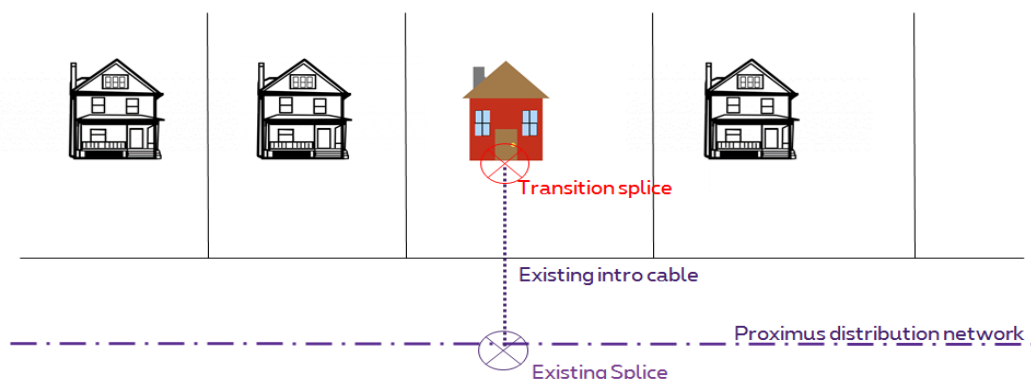 Transition splice
Existing intro cable
Proximus distribution network
Existing Splice